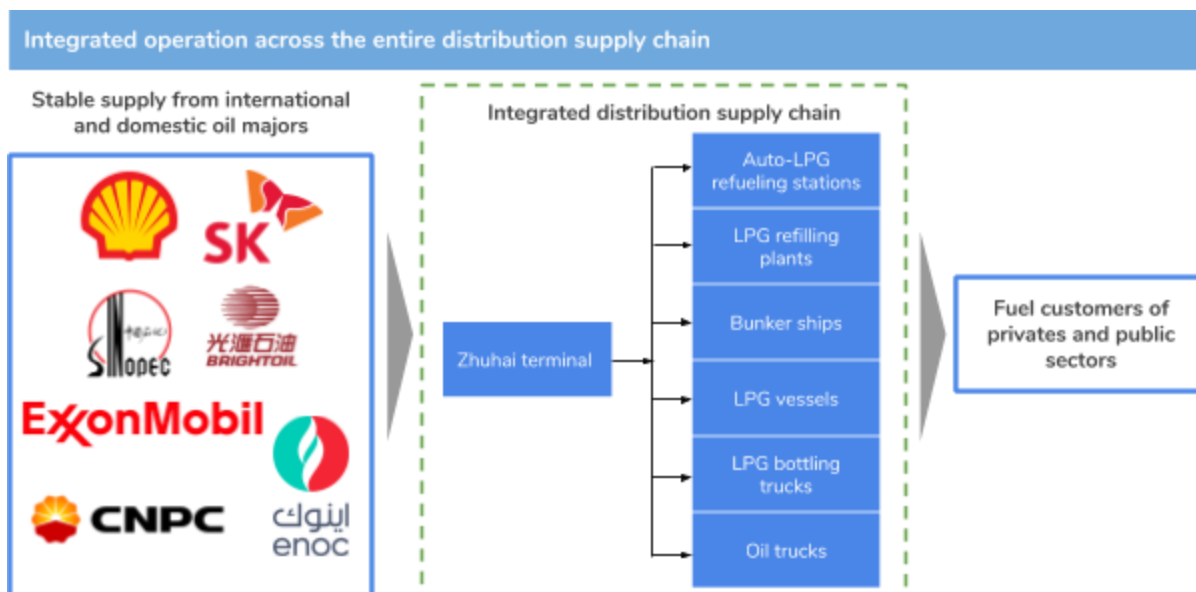 Integrated operation across the entire distribution supply chain
Stable supply from international
and domestic oil majors
SK
SINOPEC
光滙石油
BRIGHTOIL
ExxonMobil
CNPC
اينوك
enoc
Integrated distribution supply chain
Zhuhai terminal
Auto-LPG
refueling stations
LPG refilling
plants
Bunker ships
LPG vessels
LPG bottling
trucks
Oil trucks
Fuel customers of
privates and public
sectors